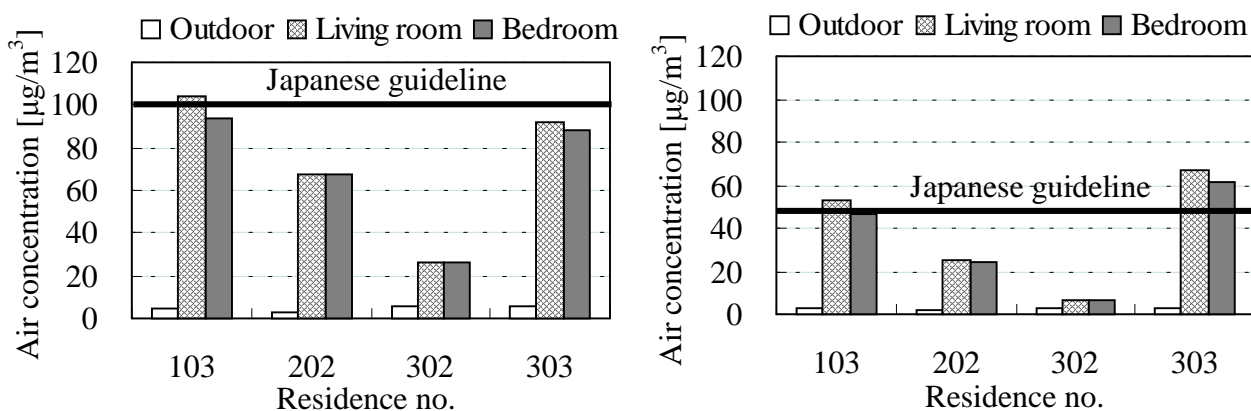 Outdoor Living room Bedroom
Air concentration [µg/m³]
120
100
80
60
40
20
0
Japanese guideline
103 202 302 303
Residence no.
Outdoor Living room Bedroom
Air concentration [µg/m³]
120
100
80
60
40
20
0
Japanese guideline
103 202 302 303
Residence no.